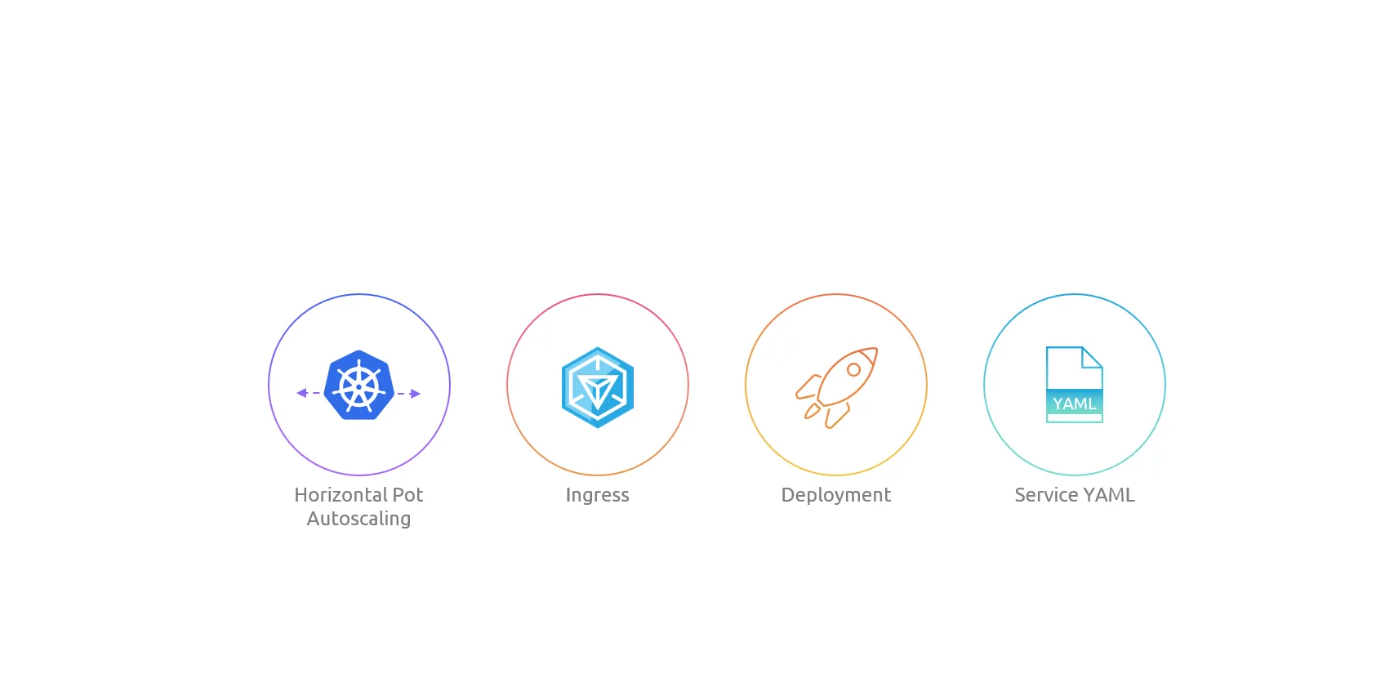 YAML
Horizontal Pot
Autoscaling
Ingress
Deployment
Service YAML